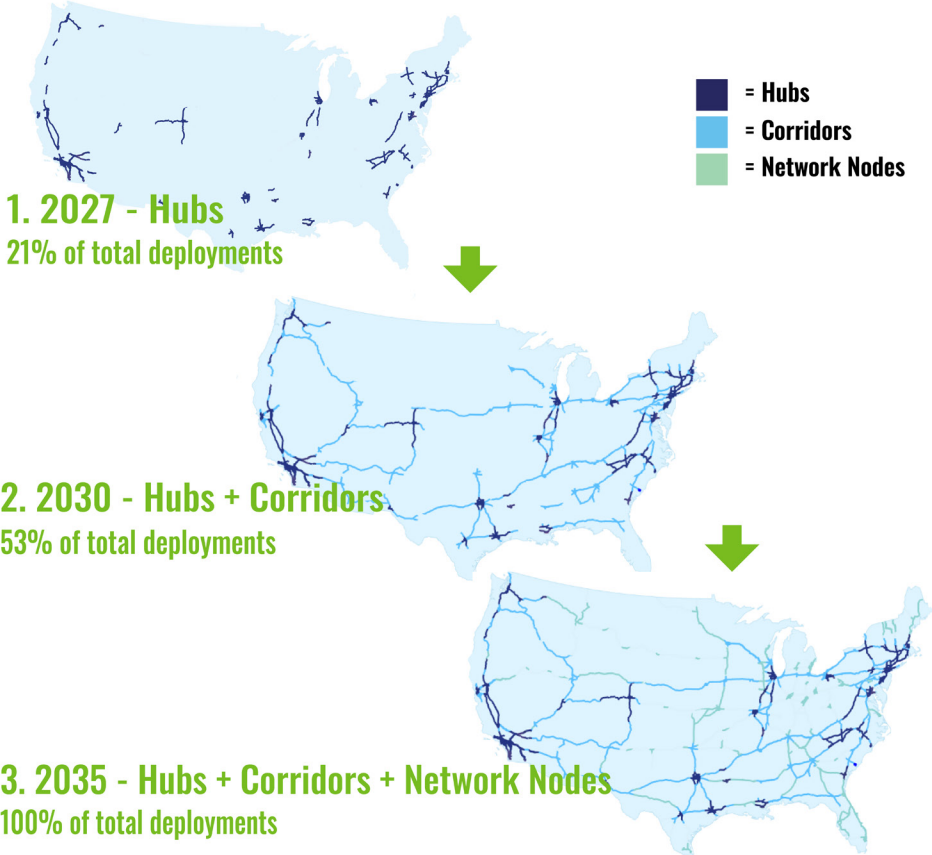 = Hubs
= Corridors
= Network Nodes
1. 2027 - Hubs
21% of total deployments
2. 2030 - Hubs + Corridors
53% of total deployments
3. 2035 - Hubs + Corridors + Network Nodes
100% of total deployments